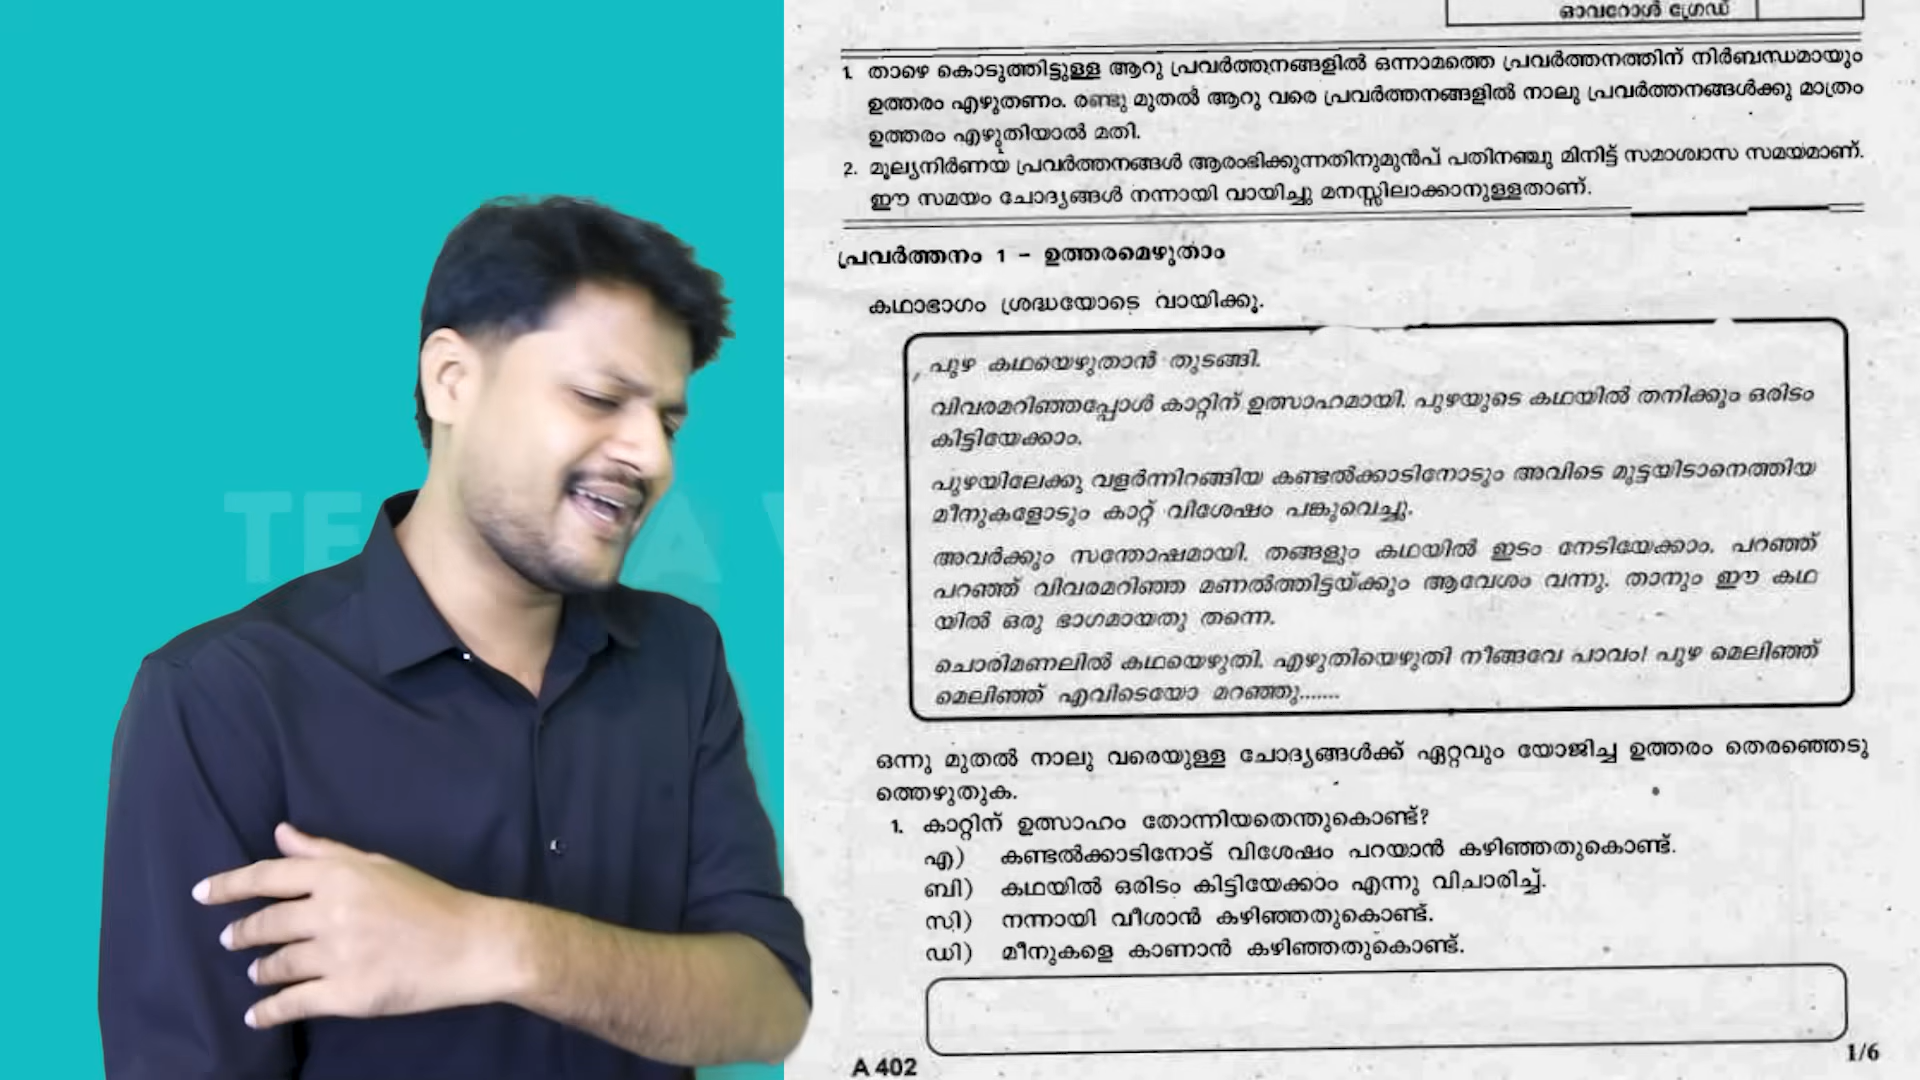 ഓവറോൾ ഗ്രേഡ്
1. താഴെ കൊടുത്തിട്ടുള്ള ആറു പ്രവർത്തനങ്ങളിൽ ഒന്നാമത്തെ പ്രവർത്തനത്തിന് നിർബന്ധമായും
ഉത്തരം എഴുതണം. രണ്ടു മുതൽ ആറു വരെ പ്രവർത്തനങ്ങളിൽ നാലു പ്രവർത്തനങ്ങൾക്കു മാത്രം
ഉത്തരം എഴുതിയാൽ മതി.
2. മൂല്യനിർണയ പ്രവർത്തനങ്ങൾ ആരംഭിക്കുന്നതിനുമുൻപ് പതിനഞ്ചു മിനിട്ട് സമാശ്വാസ സമയമാണ്.
ഈ സമയം ചോദ്യങ്ങൾ നന്നായി വായിച്ചു മനസ്സിലാക്കാനുള്ളതാണ്.
പ്രവർത്തനം 1 - ഉത്തരമെഴുതാം
കഥാഭാഗം ശ്രദ്ധയോടെ വായിക്കൂ.
പുഴ കഥയെഴുതാൻ തുടങ്ങി.
വിവരമറിഞ്ഞപ്പോൾ കാറ്റിന് ഉത്സാഹമായി. പുഴയുടെ കഥയിൽ തനിക്കും ഒരിടം
കിട്ടിയേക്കാം.
പുഴയിലേക്കു വളർന്നിറങ്ങിയ കണ്ടൽക്കാടിനോടും അവിടെ മുട്ടയിടാനെത്തിയ
മീനുകളോടും കാറ്റ് വിശേഷം പങ്കുവെച്ചു.
അവർക്കും സന്തോഷമായി. തങ്ങളും കഥയിൽ ഇടം നേടിയേക്കാം. പറഞ്ഞ്
പറഞ്ഞ് വിവരമറിഞ്ഞ മണൽത്തിട്ടയ്ക്കും ആവേശം വന്നു. താനും ഈ കഥ
യിൽ ഒരു ഭാഗമായതു തന്നെ.
ചൊരിമണലിൽ കഥയെഴുതി. എഴുതിയെഴുതി നീങ്ങവേ പാവം! പുഴ മെലിഞ്ഞ്
മെലിഞ്ഞ് എവിടെയോ മറഞ്ഞു.......
ഒന്നു മുതൽ നാലു വരെയുള്ള ചോദ്യങ്ങൾക്ക് ഏറ്റവും യോജിച്ച ഉത്തരം തെരഞ്ഞെടു
ത്തെഴുതുക.
1. കാറ്റിന് ഉത്സാഹം തോന്നിയതെന്തുകൊണ്ട്?
എ) കണ്ടൽക്കാടിനോട് വിശേഷം പറയാൻ കഴിഞ്ഞതുകൊണ്ട്.
ബി) കഥയിൽ ഒരിടം കിട്ടിയേക്കാം എന്നു വിചാരിച്ച്.
സി) നന്നായി വീശാൻ കഴിഞ്ഞതുകൊണ്ട്.
ഡി) മീനുകളെ കാണാൻ കഴിഞ്ഞതുകൊണ്ട്.
A 402
1/6